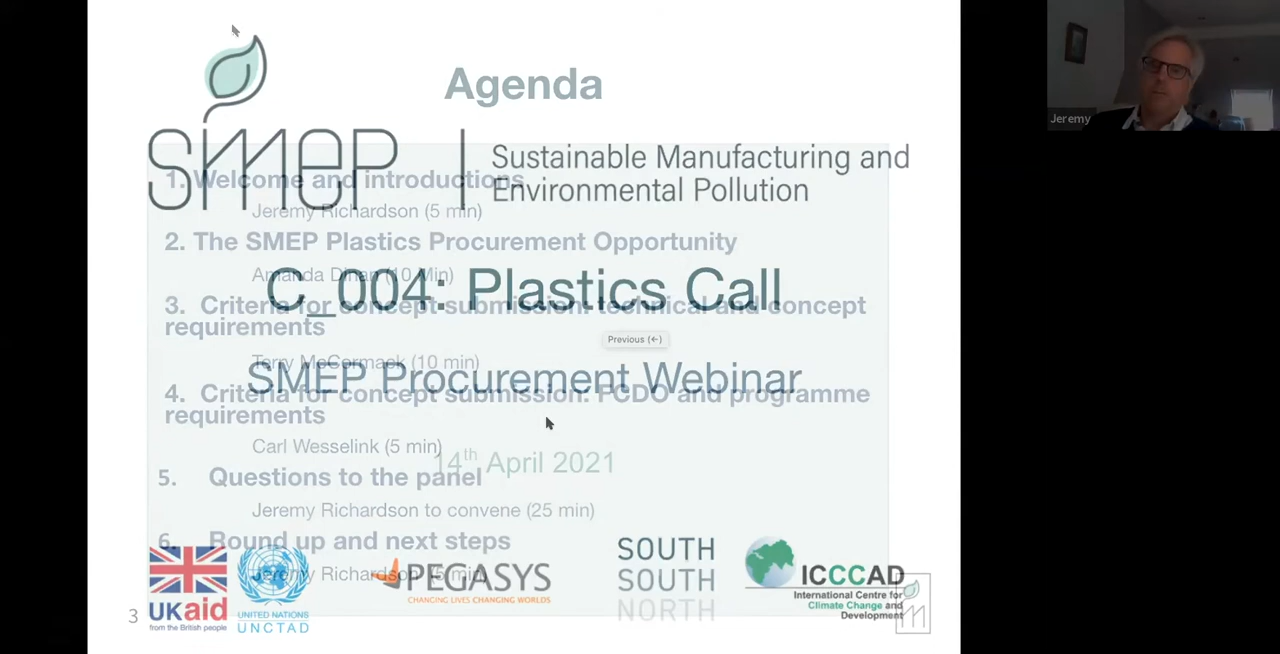 Agenda
SMEP
Sustainable Manufacturing and
Environmental Pollution
1. Welcome and introductions
Jeremy Richardson (5 min)
2. The SMEP Plastics Procurement Opportunity
Amanda Dinan (10 Min)
C_004: Plastics Call
3. Criteria for concept submission: technical and concept
requirements
Previous (←)
Terry McCormack (10 min)
SMEP Procurement Webinar
4. Criteria for concept submission: FCDO and programme
requirements
Carl Wesselink (5 min)
14th April 2021
5. Questions to the panel
Jeremy Richardson to convene (25 min)
6. Round up and next steps
Jeremy Richardson (5 min)
UKaid
from the British people
UNITED NATIONS
UNCTAD
PEGASYS
CHANGING LIVES CHANGING WORLDS
SOUTH
SOUTH
NORTH
ICCCAD
International Centre for
Climate Change and
Development
3
Jeremy